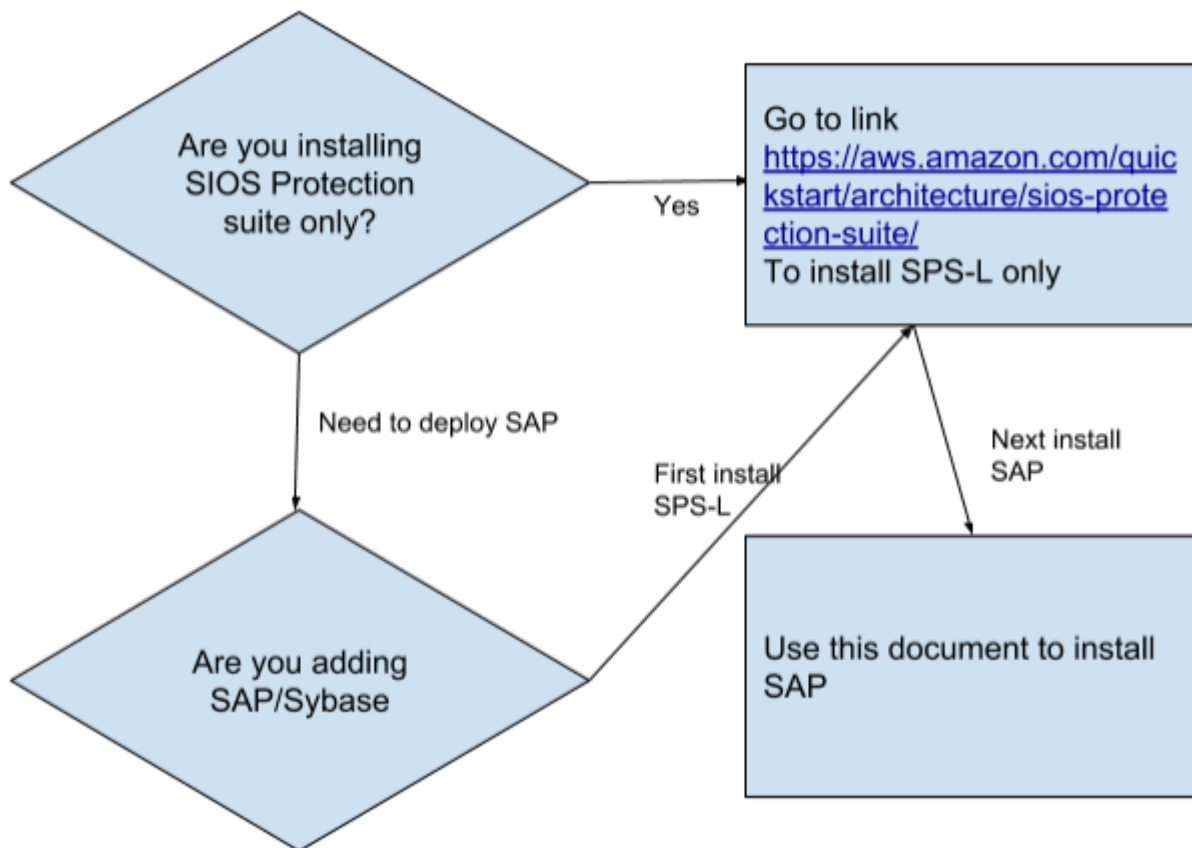 Are you installing
SIOS Protection
suite only?
Yes
Go to link
https://aws.amazon.com/quic
kstart/architecture/sios-prote
ction-suite/
To install SPS-L only
Need to deploy SAP
First install
SPS-L
Next install
SAP
Are you adding
SAP/Sybase
Use this document to install
SAP